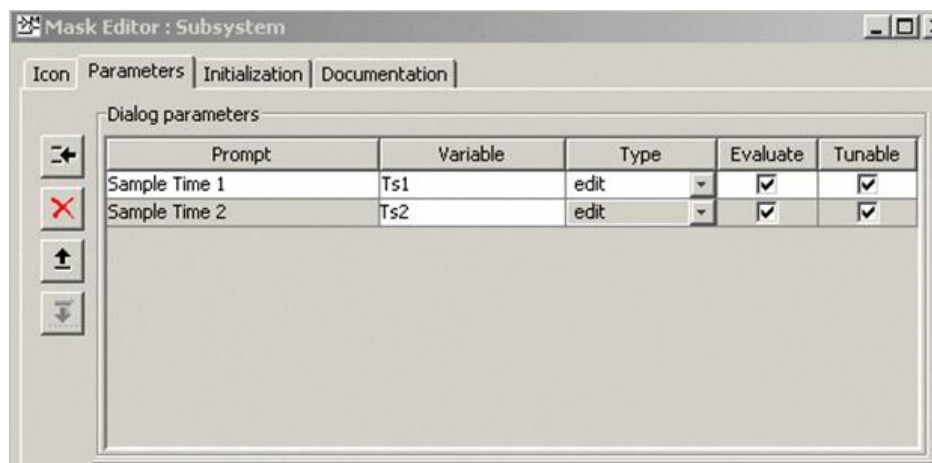 Mask Editor : Subsystem
Icon Parameters Initialization Documentation
Dialog parameters
Prompt Variable Type Evaluate Tunable
Sample Time 1 Ts1 edit
Sample Time 2 Ts2 edit